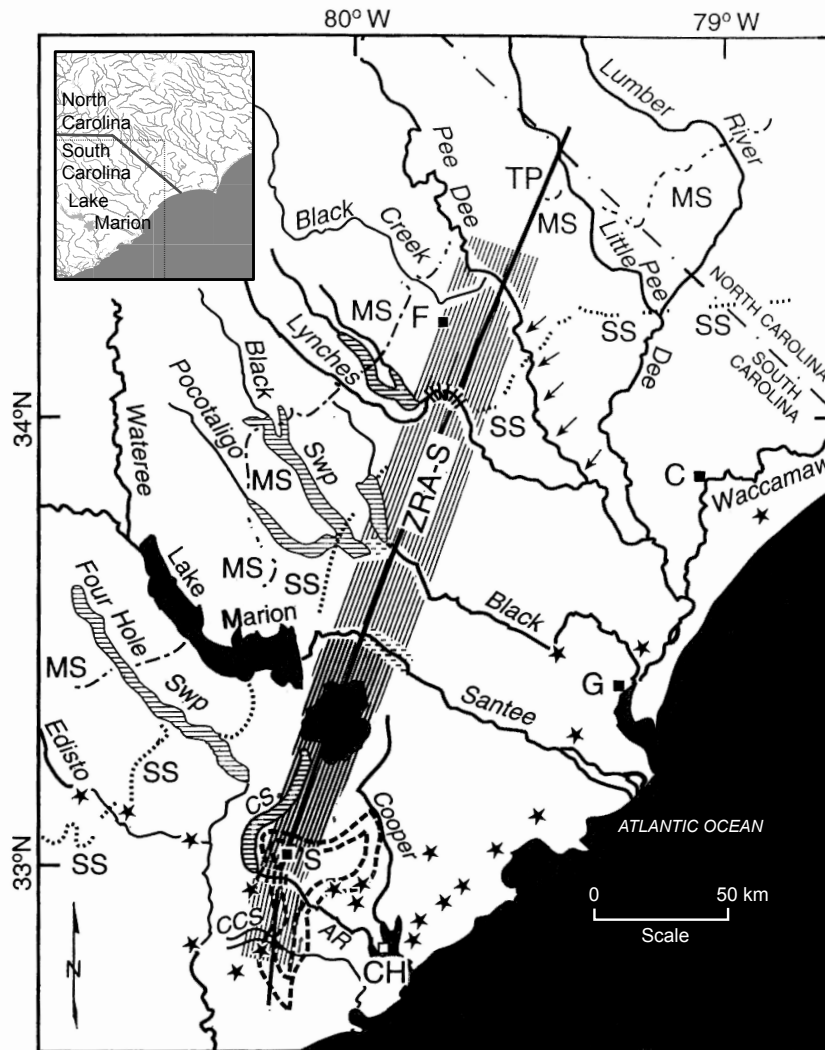 80° W
79° W
North
Carolina
South
Carolina
Lake
Marion
Lumber
River
Pee
Dee
TP
MS
MS
Black
Creek
Little
Pee
Dee
NORTH CAROLINA
SOUTH
CAROLINA
MS
F
SS
SS
Lynches
Black
Swp
Pocotaligo
Wateree
34°N
SS
ZRA-S
MS
C
Waccamaw
Lake
Marion
MS
SS
Four
Hole
Swp
MS
Black
Santee
G
Edisto
SS
CS
Cooper
ATLANTIC OCEAN
33°N
SS
S
0
50 km
Scale
CCS
AR
N
CH